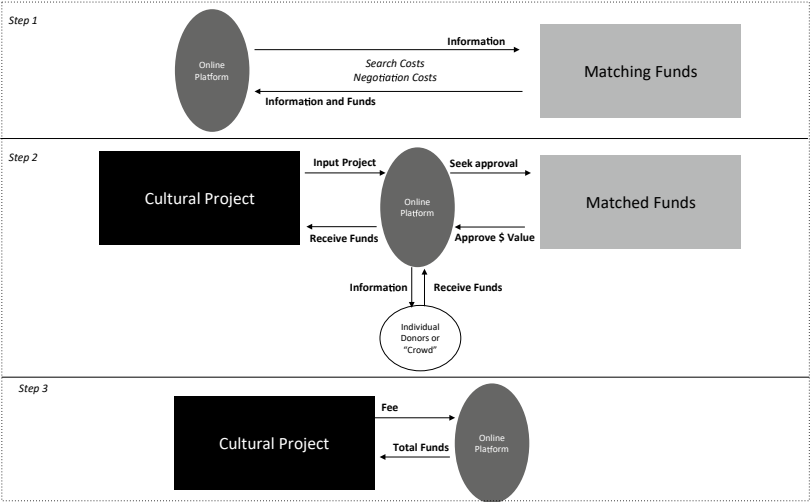 Step 1
Information
Online
Platform
Search Costs
Negotiation Costs
Matching Funds
Information and Funds
Step 2
Input Project
Seek approval
Cultural Project
Online
Platform
Matched Funds
Receive Funds
Approve $ Value
Information
Receive Funds
Individual
Donors or
“Crowd”
Step 3
Fee
Cultural Project
Online
Platform
Total Funds